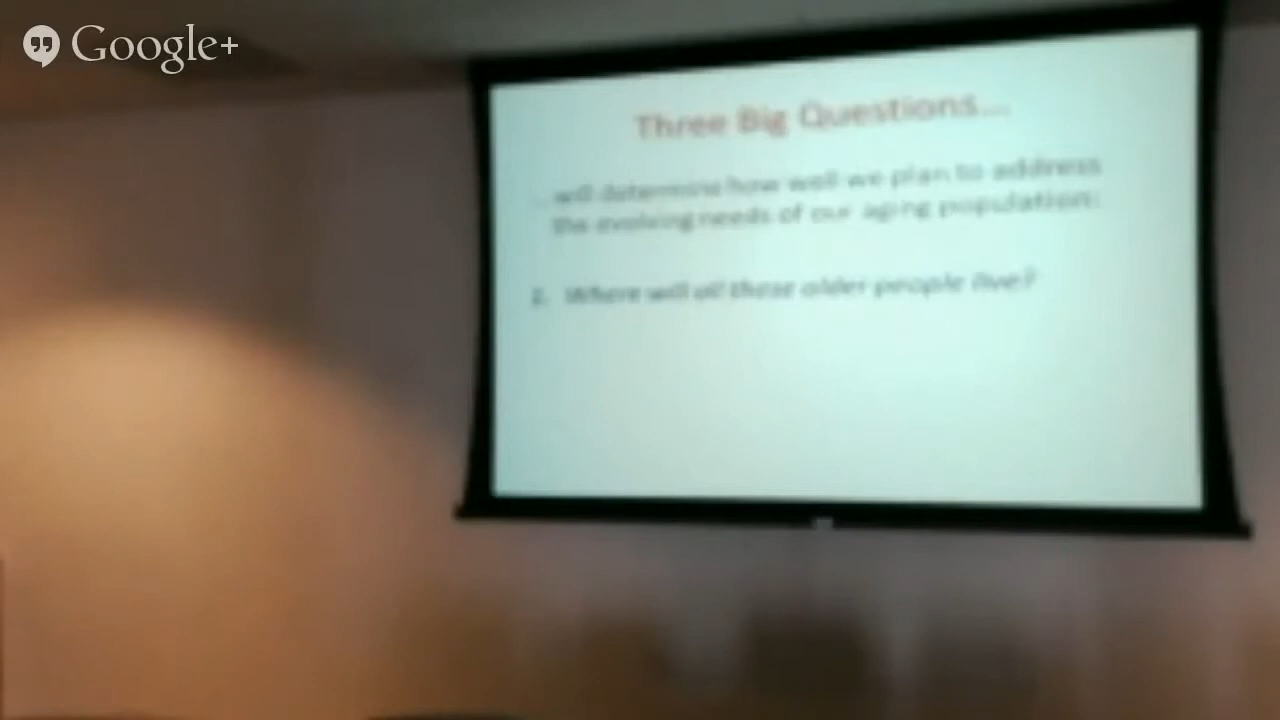 Google+
Three Big Questions...
... will determine how well we plan to address
the evolving needs of our aging population:
1. Where will all these older people live?